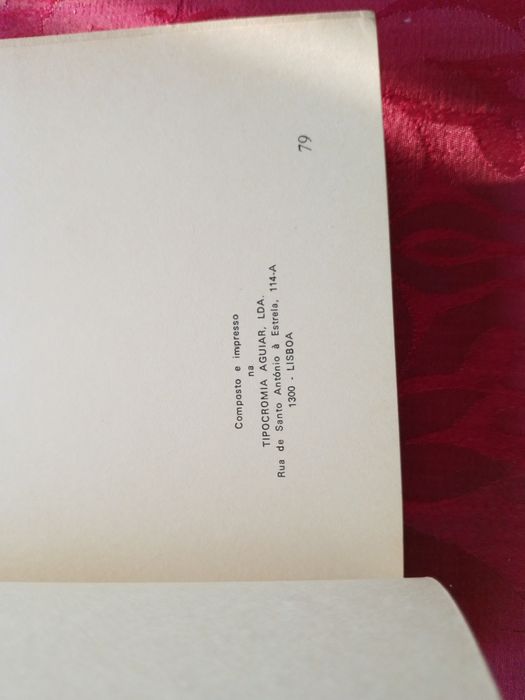 Composto e impresso
na
TIPOCROMIA AGUIAR, LDA.
Rua de Santo António à Estrela, 114-A
1300 - LISBOA
79